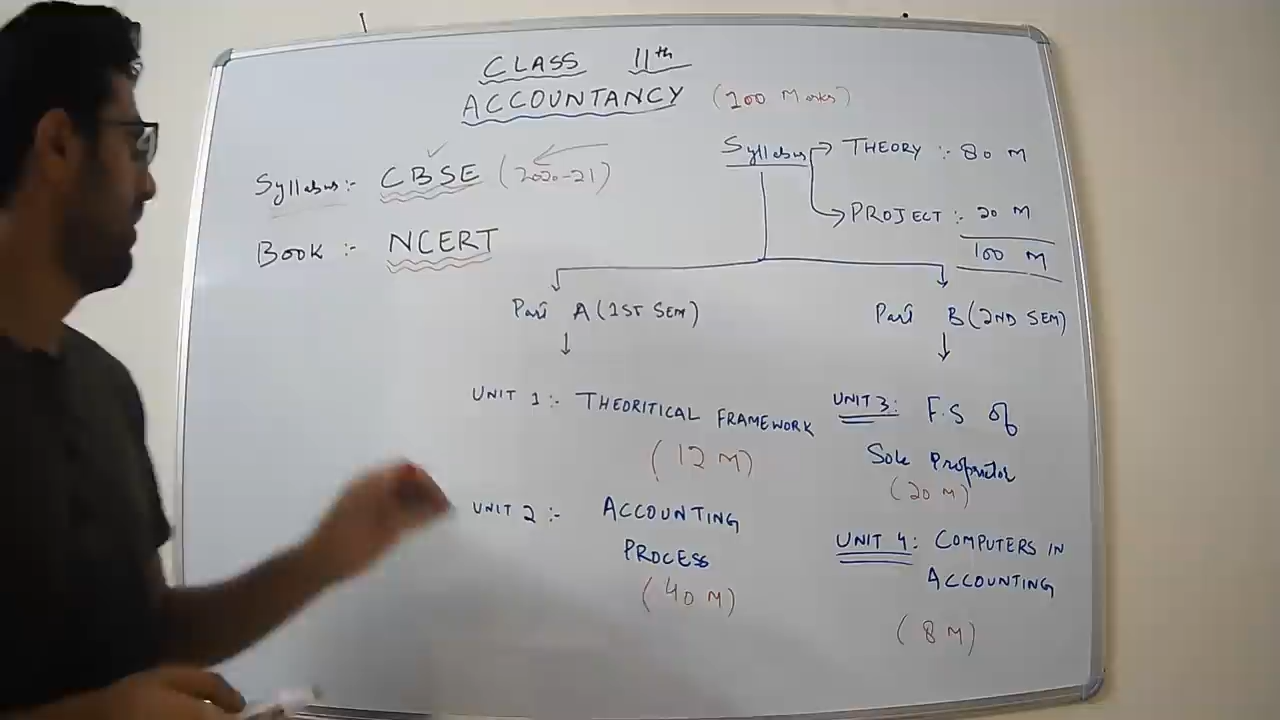 CLASS 11th
ACCOUNTANCY (100 Marks)
Syllabus:- CBSE (2020-21)
Book :- NCERT
Syllabus → THEORY :- 80 M
→ PROJECT :- 20 M
100 M
Part A (1ST SEM)
↓
UNIT 1 :- THEORITICAL FRAMEWORK
(12 M)
UNIT 2 :- ACCOUNTING
PROCESS
(40 M)
Part B (2ND SEM)
↓
UNIT 3: F.S of
Sole Proprietor
(20 M)
UNIT 4: COMPUTERS IN
ACCOUNTING
(8 M)